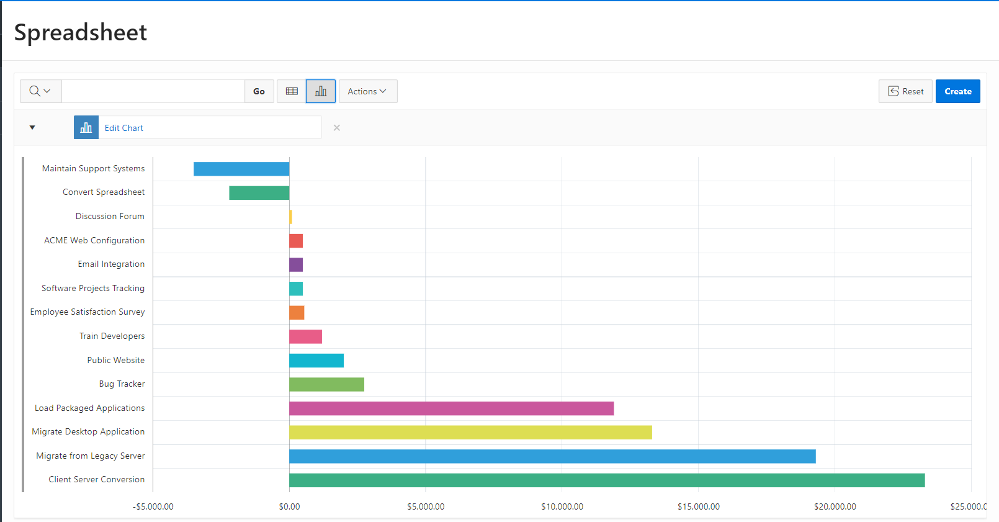 Spreadsheet
Go
Actions
Reset
Create
Edit Chart
Maintain Support Systems
Convert Spreadsheet
Discussion Forum
ACME Web Configuration
Email Integration
Software Projects Tracking
Employee Satisfaction Survey
Train Developers
Public Website
Bug Tracker
Load Packaged Applications
Migrate Desktop Application
Migrate from Legacy Server
Client Server Conversion
-$5,000.00 $0.00 $5,000.00 $10,000.00 $15,000.00 $20,000.00 $25,000.0